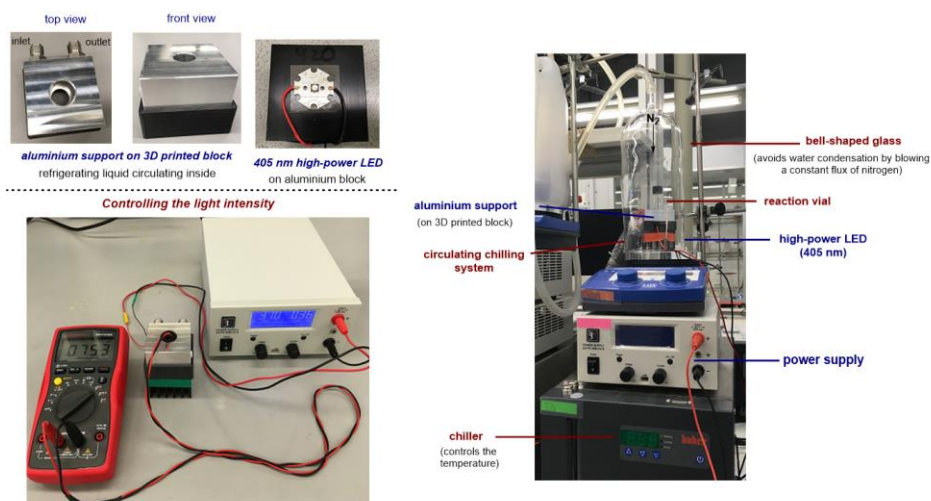 top view
front view
inlet
outlet
aluminium support on 3D printed block
refrigerating liquid circulating inside
405 nm high-power LED
on aluminium block
Controlling the light intensity
0.753
N2
bell-shaped glass
(avoids water condensation by blowing
a constant flux of nitrogen)
reaction vial
aluminium support
(on 3D printed block)
high-power LED
(405 nm)
circulating chilling
system
power supply
chiller
(controls the
temperature)
huber